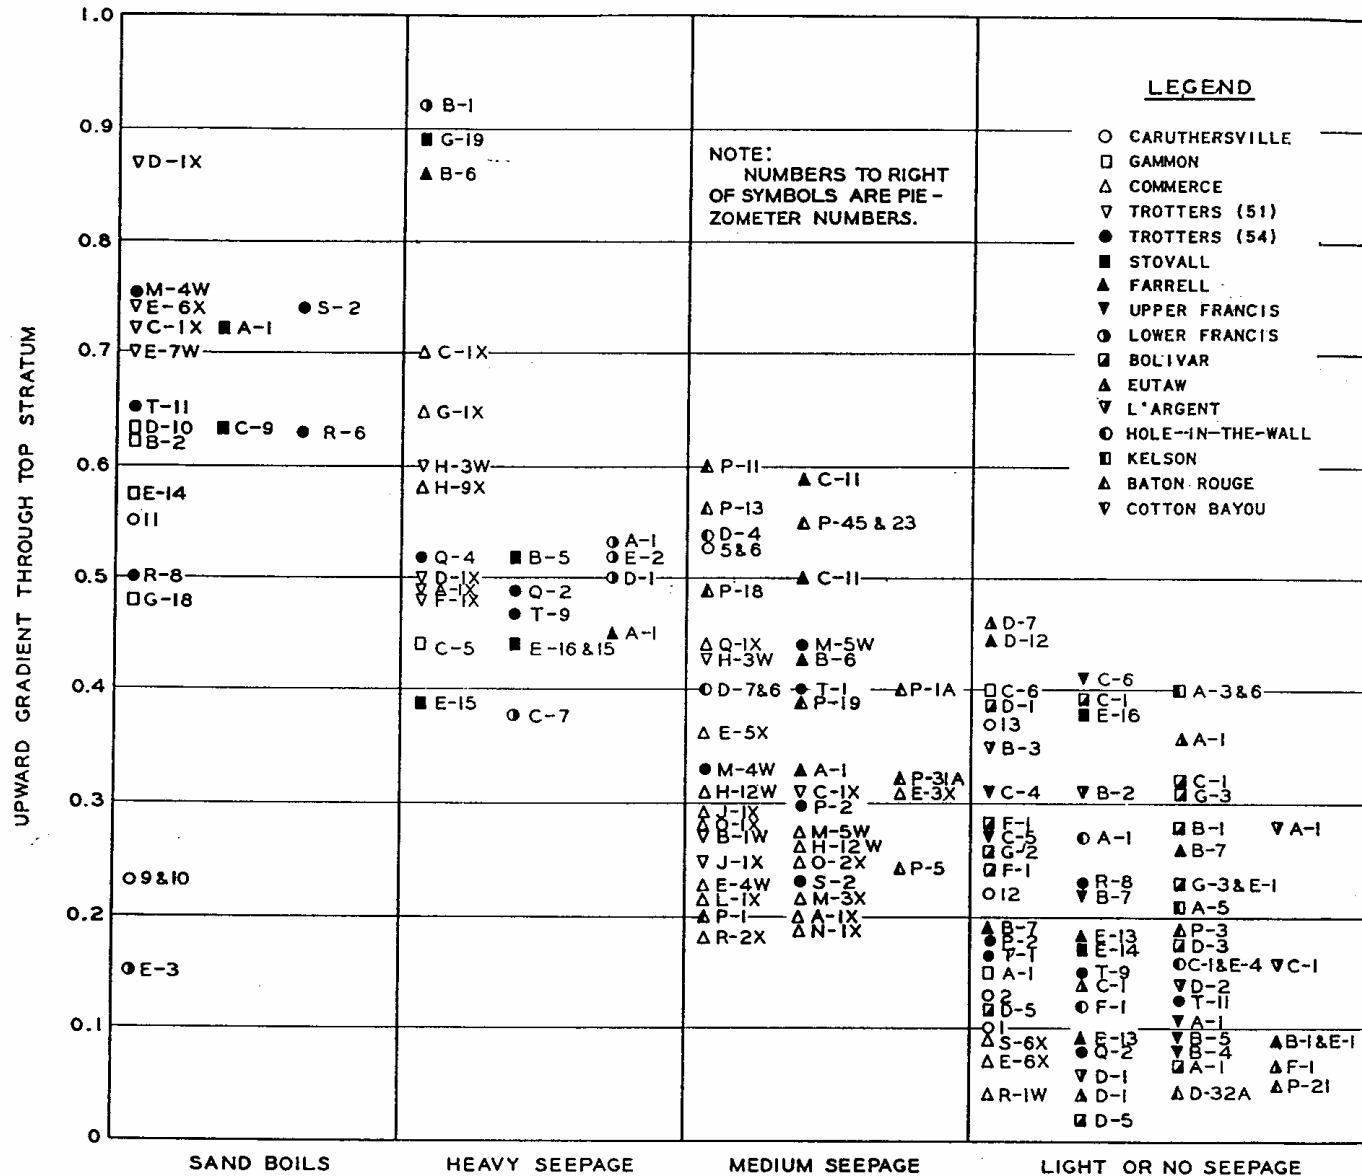 1.0
0.9
0.8
0.7
0.6
0.5
0.4
0.3
0.2
0.1
0
UPWARD GRADIENT THROUGH TOP STRATUM
D-1X
M-4W
E-6X
S-2
C-1X
A-1
E-7W
T-11
D-10
C-9
R-6
B-2
E-14
11
R-8
G-18
9&10
E-3
SAND BOILS
B-1
G-19
B-6
C-1X
G-1X
H-3W
H-9X
A-1
Q-4
B-5
E-2
D-1X
D-1
A-1X
Q-2
F-1X
T-9
A-1
C-5
E-16&15
E-15
C-7
HEAVY SEEPAGE
NOTE:
NUMBERS TO RIGHT
OF SYMBOLS ARE PIE-
ZOMETER NUMBERS.
P-11
C-11
P-13
P-45 & 23
D-4
5&6
C-11
P-18
Q-1X
M-5W
H-3W
B-6
D-7&6
T-1
P-1A
P-19
E-5X
M-4W
A-1
P-31A
H-12W
C-1X
E-3X
J-1X
P-2
O-1X
M-5W
B-1W
H-12W
J-1X
O-2X
P-5
E-4W
S-2
L-1X
M-3X
P-1
A-1X
R-2X
N-1X
MEDIUM SEEPAGE
LEGEND
CARUTHERSVILLE
GAMMON
COMMERCE
TROTTERS (51)
TROTTERS (54)
STOVALL
FARRELL
UPPER FRANCIS
LOWER FRANCIS
BOLIVAR
EUTAW
L'ARGENT
HOLE-IN-THE-WALL
KELSON
BATON ROUGE
COTTON BAYOU
D-7
D-12
C-6
C-6
A-3&6
D-1
C-1
13
E-16
B-3
A-1
C-4
B-2
C-1
G-3
F-1
B-1
A-1
C-5
A-1
G-2
B-7
F-1
12
R-8
G-3&E-1
B-7
A-5
B-7
E-13
P-3
P-2
E-14
D-3
T-1
C-1&E-4
C-1
A-1
T-9
C-1
D-2
2
T-11
D-5
F-1
1
A-1
S-6X
E-13
B-5
B-1&E-1
Q-2
B-4
E-6X
A-1
F-1
D-1
R-1W
D-1
D-32A
P-21
D-5
LIGHT OR NO SEEPAGE